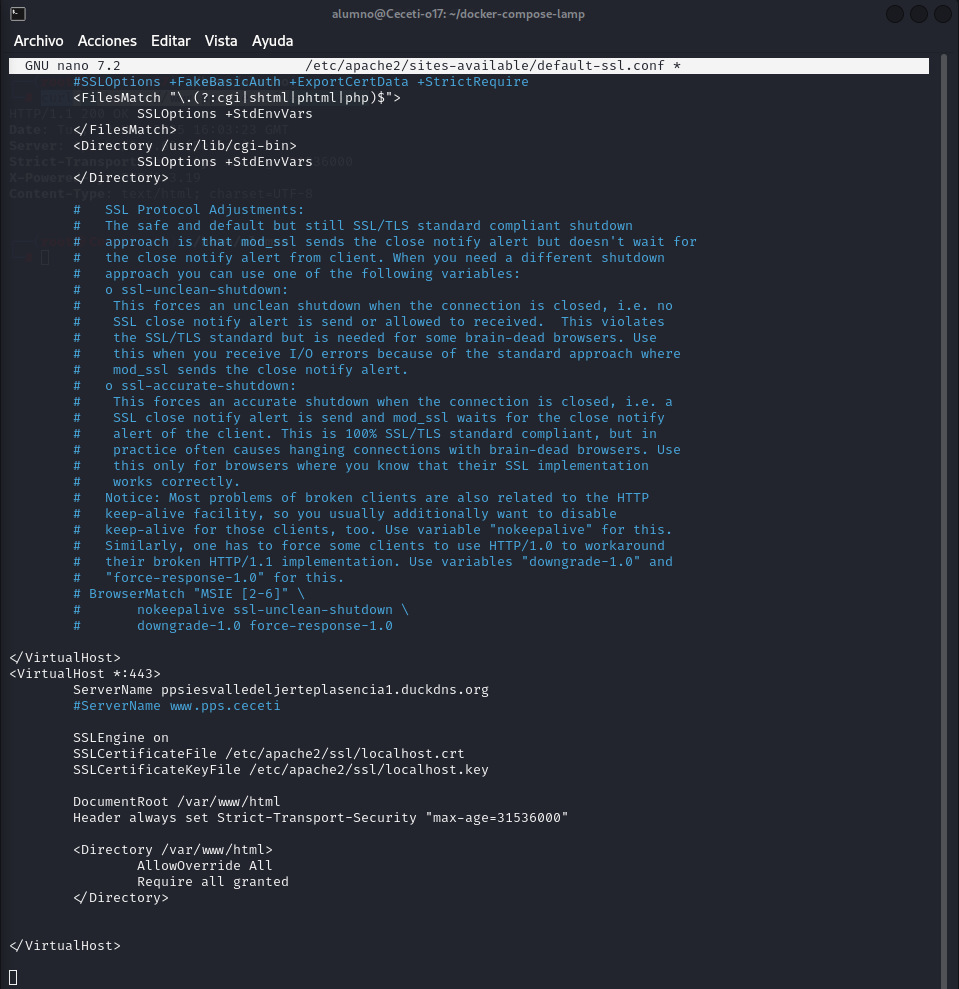 alumno@Ceceti-o17: ~/docker-compose-lamp
Archivo Acciones Editar Vista Ayuda
GNU nano 7.2 /etc/apache2/sites-available/default-ssl.conf *
#SSLOptions +FakeBasicAuth +ExportCertData +StrictRequire
<FilesMatch "\.(?:cgi|shtml|phtml|php)$">
SSLOptions +StdEnvVars
</FilesMatch>
<Directory /usr/lib/cgi-bin>
SSLOptions +StdEnvVars
</Directory>
# SSL Protocol Adjustments:
# The safe and default but still SSL/TLS standard compliant shutdown
# approach is that mod_ssl sends the close notify alert but doesn't wait for
# the close notify alert from client. When you need a different shutdown
# approach you can use one of the following variables:
# o ssl-unclean-shutdown:
# This forces an unclean shutdown when the connection is closed, i.e. no
# SSL close notify alert is send or allowed to received. This violates
# the SSL/TLS standard but is needed for some brain-dead browsers. Use
# this when you receive I/O errors because of the standard approach where
# mod_ssl sends the close notify alert.
# o ssl-accurate-shutdown:
# This forces an accurate shutdown when the connection is closed, i.e. a
# SSL close notify alert is send and mod_ssl waits for the close notify
# alert of the client. This is 100% SSL/TLS standard compliant, but in
# practice often causes hanging connections with brain-dead browsers. Use
# this only for browsers where you know that their SSL implementation
# works correctly.
# Notice: Most problems of broken clients are also related to the HTTP
# keep-alive facility, so you usually additionally want to disable
# keep-alive for those clients, too. Use variable "nokeepalive" for this.
# Similarly, one has to force some clients to use HTTP/1.0 to workaround
# their broken HTTP/1.1 implementation. Use variables "downgrade-1.0" and
# "force-response-1.0" for this.
# BrowserMatch "MSIE [2-6]" \
# nokeepalive ssl-unclean-shutdown \
# downgrade-1.0 force-response-1.0
</VirtualHost>
<VirtualHost *:443>
ServerName ppsiesvalledeljerteplasencia1.duckdns.org
#ServerName www.pps.ceceti
SSLEngine on
SSLCertificateFile /etc/apache2/ssl/localhost.crt
SSLCertificateKeyFile /etc/apache2/ssl/localhost.key
DocumentRoot /var/www/html
Header always set Strict-Transport-Security "max-age=31536000"
<Directory /var/www/html>
AllowOverride All
Require all granted
</Directory>
</VirtualHost>